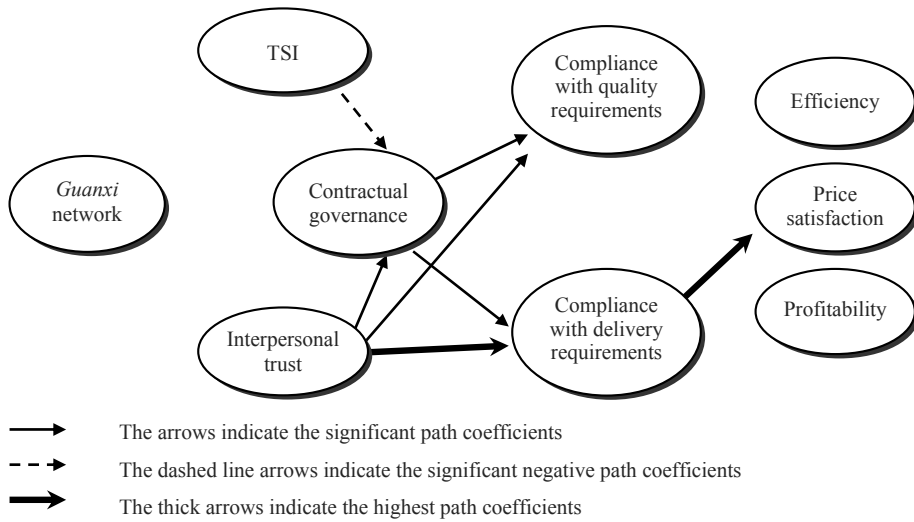 TSI
Compliance
with quality
requirements
Efficiency
Guanxi
network
Contractual
governance
Price
satisfaction
Interpersonal
trust
Compliance
with delivery
requirements
Profitability
The arrows indicate the significant path coefficients
The dashed line arrows indicate the significant negative path coefficients
The thick arrows indicate the highest path coefficients